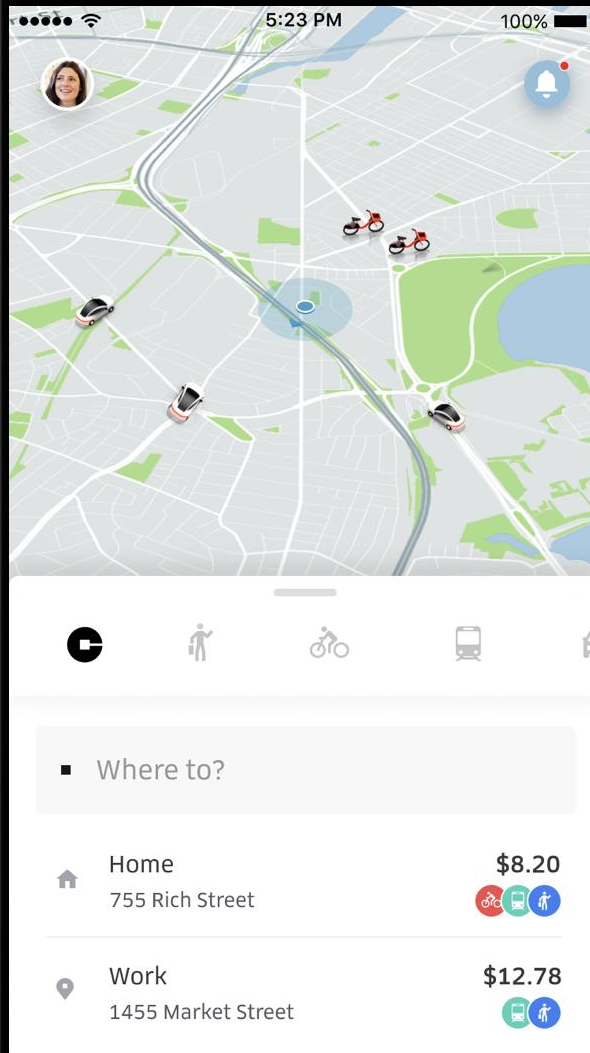 5:23 PM
100%
Where to?
Home
$8.20
755 Rich Street
Work
$12.78
1455 Market Street